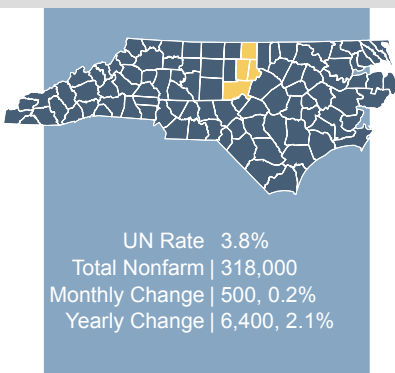 UN Rate 3.8%
Total Nonfarm | 318,000
Monthly Change | 500, 0.2%
Yearly Change | 6,400, 2.1%